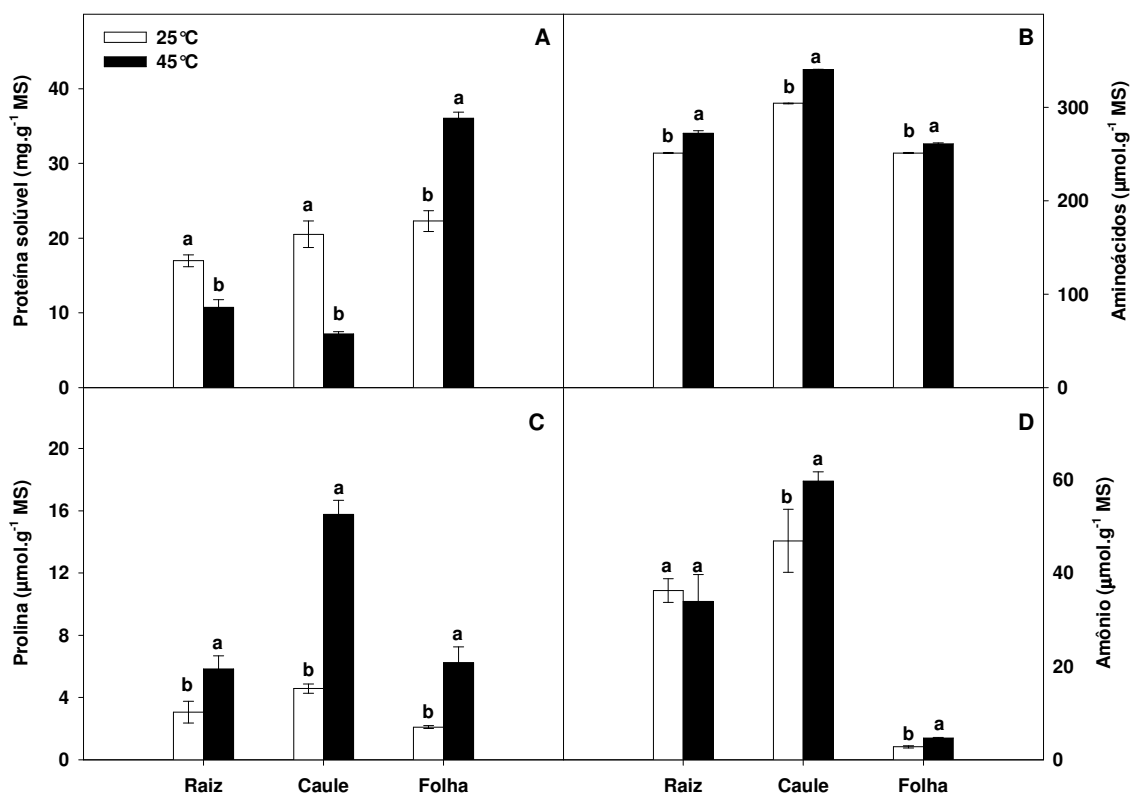 25°C
45°C
A
Proteína solúvel (mg.g⁻¹ MS)
40
30
20
10
0
a
b
a
b
b
a
B
Aminoácidos (µmol.g⁻¹ MS)
300
200
100
0
b
a
b
a
b
a
C
Prolina (µmol.g⁻¹ MS)
20
16
12
8
4
0
b
a
b
a
b
a
Raiz Caule Folha
D
Amônio (µmol.g⁻¹ MS)
60
40
20
0
a
a
b
a
b
a
Raiz Caule Folha